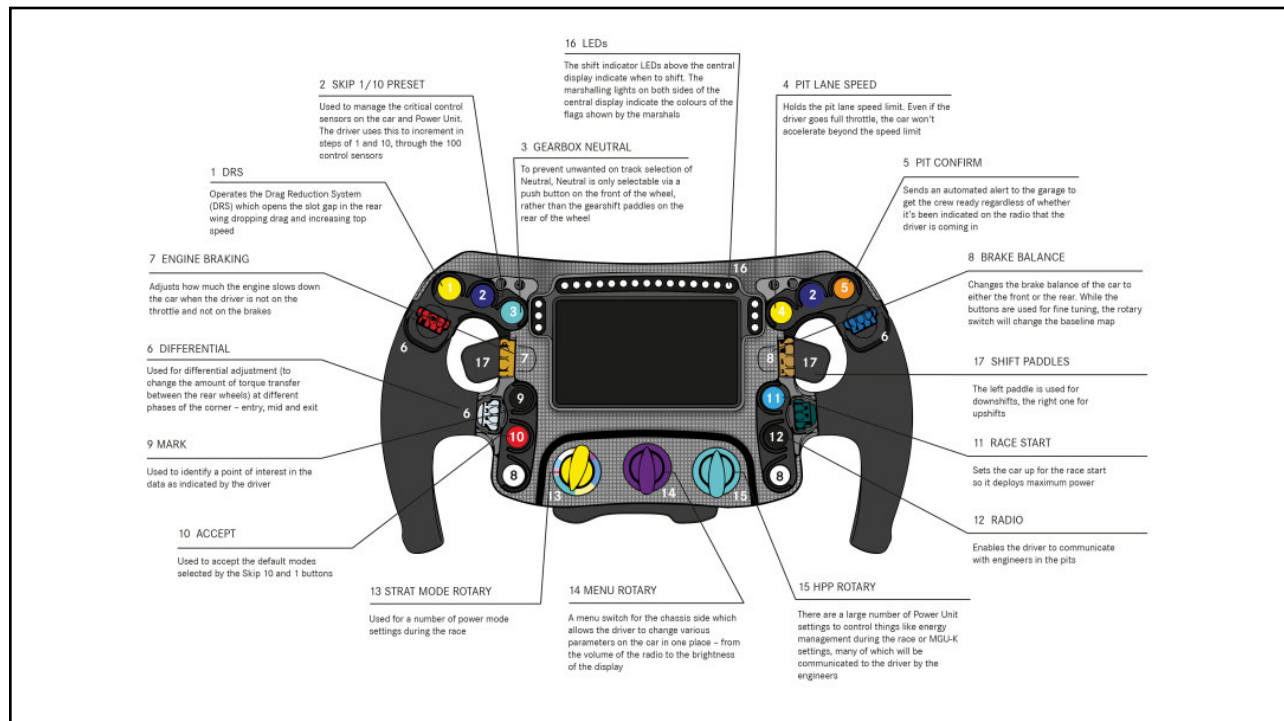 16 LEDs
The shift indicator LEDs above the central
display indicate when to shift. The
marshalling lights on both sides of the
central display indicate the colours of the
flags shown by the marshals
2 SKIP 1/10 PRESET
Used to manage the critical control
sensors on the car and Power Unit.
The driver uses this to increment in
steps of 1 and 10, through the 100
control sensors
4 PIT LANE SPEED
Holds the pit lane speed limit. Even if the
driver goes full throttle, the car won't
accelerate beyond the speed limit
3 GEARBOX NEUTRAL
To prevent unwanted on track selection of
Neutral, Neutral is only selectable via a
push button on the front of the wheel,
rather than the gearshift paddles on the
rear of the wheel
5 PIT CONFIRM
Sends an automated alert to the garage to
get the crew ready regardless of whether
it's been indicated on the radio that the
driver is coming in
1 DRS
Operates the Drag Reduction System
(DRS) which opens the slot gap in the rear
wing dropping drag and increasing top
speed
7 ENGINE BRAKING
Adjusts how much the engine slows down
the car when the driver is not on the
throttle and not on the brakes
8 BRAKE BALANCE
Changes the brake balance of the car to
either the front or the rear. While the
buttons are used for fine tuning, the rotary
switch will change the baseline map
6 DIFFERENTIAL
Used for differential adjustment (to
change the amount of torque transfer
between the rear wheels) at different
phases of the corner – entry, mid and exit
17 SHIFT PADDLES
The left paddle is used for
downshifts, the right one for
upshifts
9 MARK
Used to identify a point of interest in the
data as indicated by the driver
11 RACE START
Sets the car up for the race start
so it deploys maximum power
10 ACCEPT
Used to accept the default modes
selected by the Skip 10 and 1 buttons
12 RADIO
Enables the driver to communicate
with engineers in the pits
13 STRAT MODE ROTARY
Used for a number of power mode
settings during the race
14 MENU ROTARY
A menu switch for the chassis side which
allows the driver to change various
parameters on the car in one place – from
the volume of the radio to the brightness
of the display
15 HPP ROTARY
There are a large number of Power Unit
settings to control things like energy
management during the race or MGU-K
settings, many of which will be
communicated to the driver by the
engineers
16
1 2 3
4 2 5
6 6
17 7 8 17
9 11
6
10 12
8 8
13 14 15